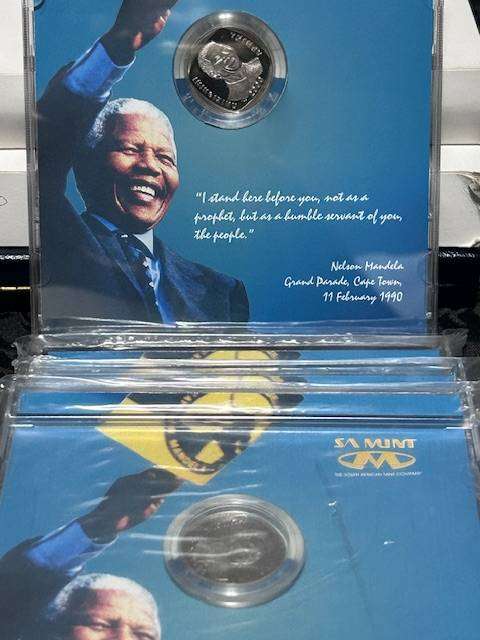 "I stand here before you, not as a
prophet, but as a humble servant of you,
the people."
Nelson Mandela
Grand Parade, Cape Town,
11 February 1990
SA MINT
THE SOUTH AFRICAN MINT COMPANY